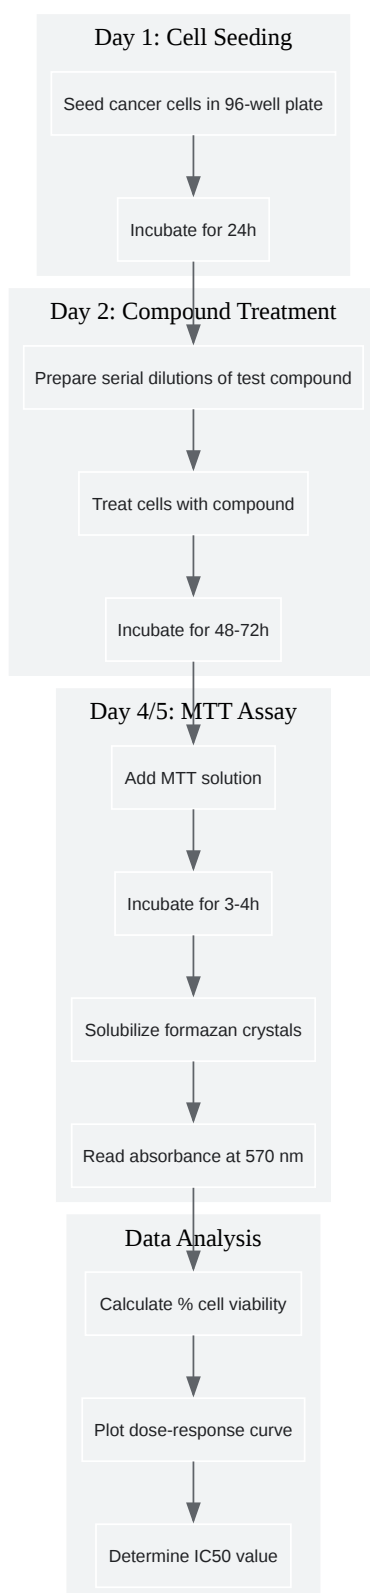 Day 1: Cell Seeding
Seed cancer cells in 96-well plate
Incubate for 24h
Day 2: Compound Treatment
Prepare serial dilutions of test compound
Treat cells with compound
Incubate for 48-72h
Day 4/5: MTT Assay
Add MTT solution
Incubate for 3-4h
Solubilize formazan crystals
Read absorbance at 570 nm
Data Analysis
Calculate % cell viability
Plot dose-response curve
Determine IC50 value